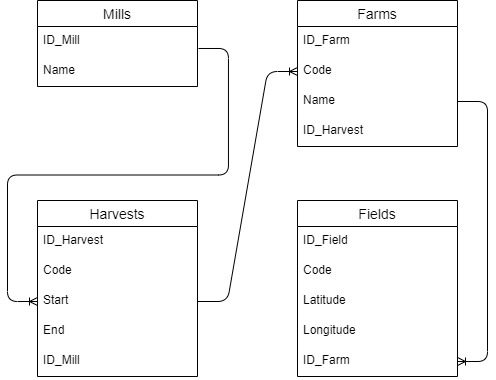 Mills
ID_Mill
Name
Farms
ID_Farm
Code
Name
ID_Harvest
Harvests
ID_Harvest
Code
Start
End
ID_Mill
Fields
ID_Field
Code
Latitude
Longitude
ID_Farm